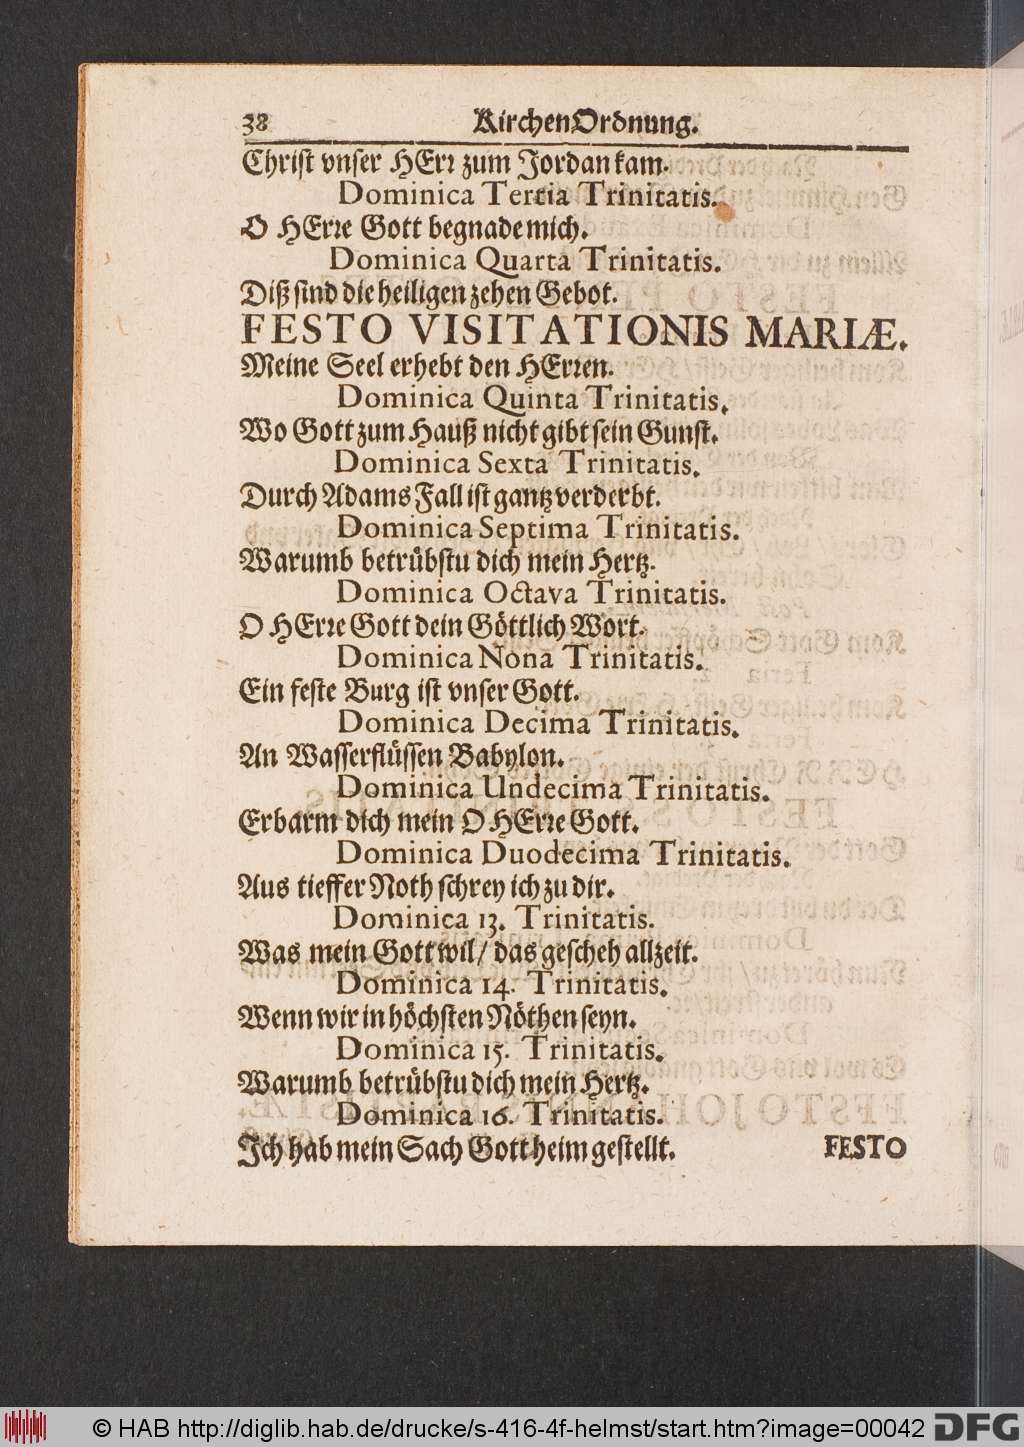 38 KirchenOrdnung.
Christ vnser HErr zum Jordan kam.
Dominica Tertia Trinitatis.
O HErre Gott begnade mich.
Dominica Quarta Trinitatis.
Diß sind die heiligen zehen Gebot.
FESTO VISITATIONIS MARIÆ.
Meine Seel erhebt den HErren.
Dominica Quinta Trinitatis.
Wo Gott zum Hauß nicht gibt sein Gunst.
Dominica Sexta Trinitatis.
Durch Adams Fall ist gantz verderbt.
Dominica Septima Trinitatis.
Warumb betrübstu dich mein Hertz.
Dominica Octava Trinitatis.
O HErre Gott dein Göttlich Wort.
Dominica Nona Trinitatis.
Ein feste Burg ist vnser Gott.
Dominica Decima Trinitatis.
An Wasserflüssen Babylon.
Dominica Undecima Trinitatis.
Erbarm dich mein O HErre Gott.
Dominica Duodecima Trinitatis.
Aus tieffer Noth schrey ich zu dir.
Dominica 13. Trinitatis.
Was mein Gott wil/ das gescheh allzeit.
Dominica 14. Trinitatis.
Wenn wir in höchsten Nöthen seyn.
Dominica 15. Trinitatis.
Warumb betrübstu dich mein Hertz.
Dominica 16. Trinitatis.
Ich hab mein Sach Gott heim gestellt. FESTO
© HAB http://diglib.hab.de/drucke/s-416-4f-helmst/start.htm?image=00042 DFG